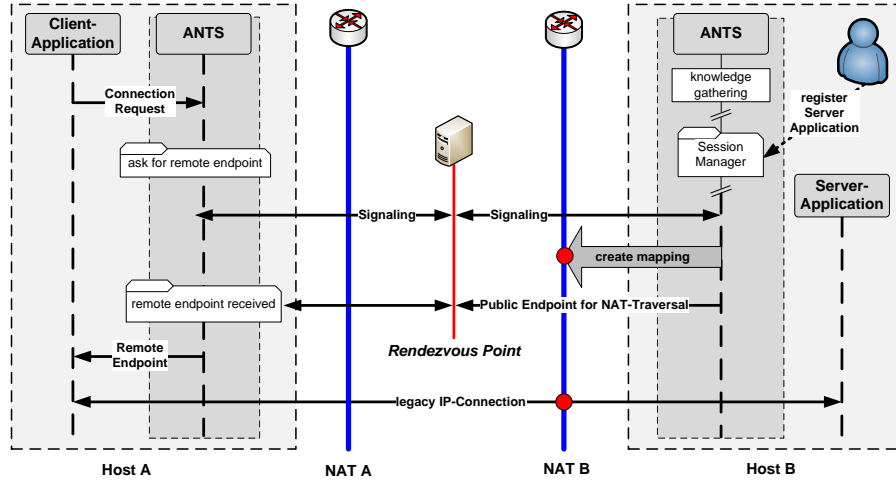 Client-
Application
ANTS
ANTS
knowledge
gathering
Connection
Request
register
Server
Application
ask for remote endpoint
Session
Manager
Server-
Application
Signaling
Signaling
create mapping
remote endpoint received
Public Endpoint for NAT-Traversal
Remote
Endpoint
Rendezvous Point
legacy IP-Connection
Host A
NAT A
NAT B
Host B